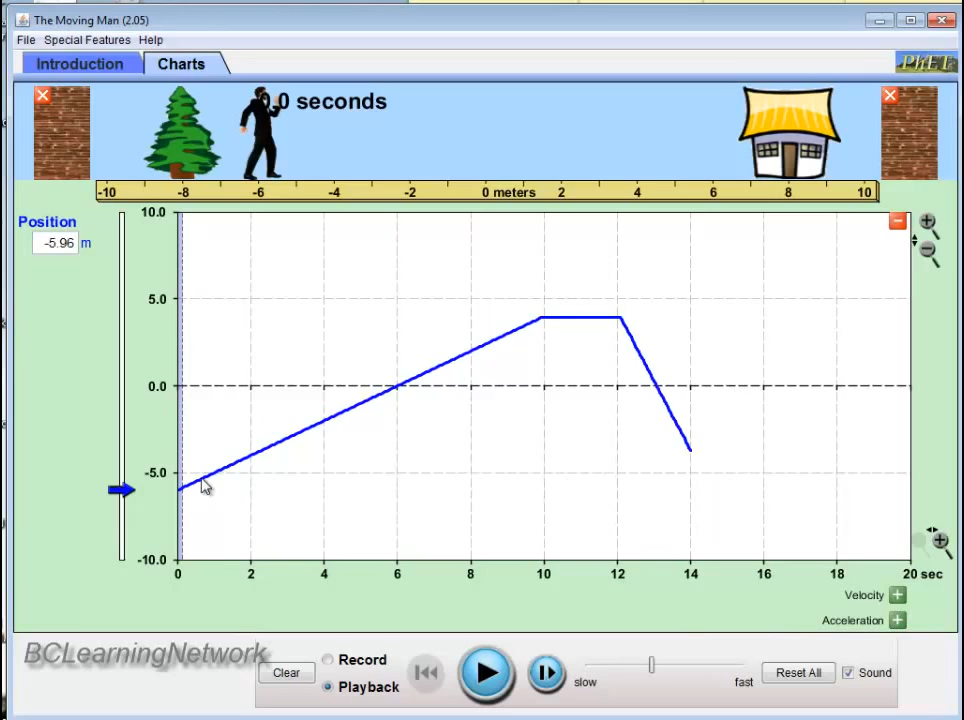 The Moving Man (2.05)
File Special Features Help
Introduction Charts
PhET
0 seconds
-10 -8 -6 -4 -2 0 meters 2 4 6 8 10
Position
-5.96 m
10.0
5.0
0.0
-5.0
-10.0
0 2 4 6 8 10 12 14 16 18 20 sec
Velocity
Acceleration
BCLearningNetwork
Clear
Record
Playback
slow
fast
Reset All
Sound